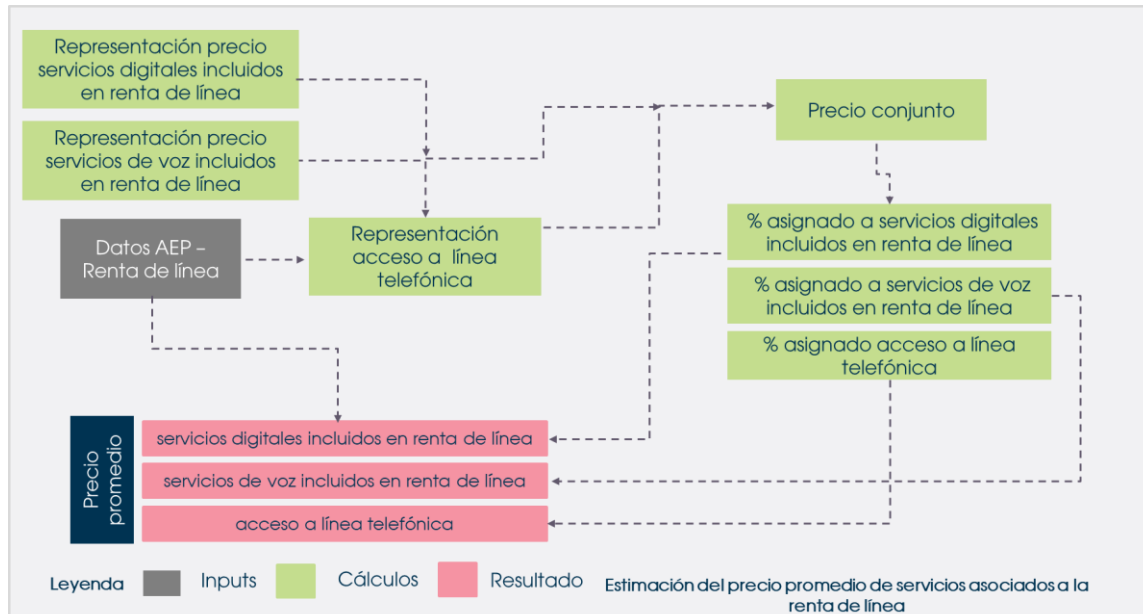 Representación precio
servicios digitales incluidos
en renta de línea
Representación precio
servicios de voz incluidos
en renta de línea
Precio conjunto
Datos AEP –
Renta de línea
Representación
acceso a línea
telefónica
% asignado a servicios digitales
incluidos en renta de línea
% asignado a servicios de voz
incluidos en renta de línea
% asignado acceso a línea
telefónica
Precio
promedio
servicios digitales incluidos en renta de línea
servicios de voz incluidos en renta de línea
acceso a línea telefónica
Leyenda
Inputs
Cálculos
Resultado
Estimación del precio promedio de servicios asociados a la
renta de línea